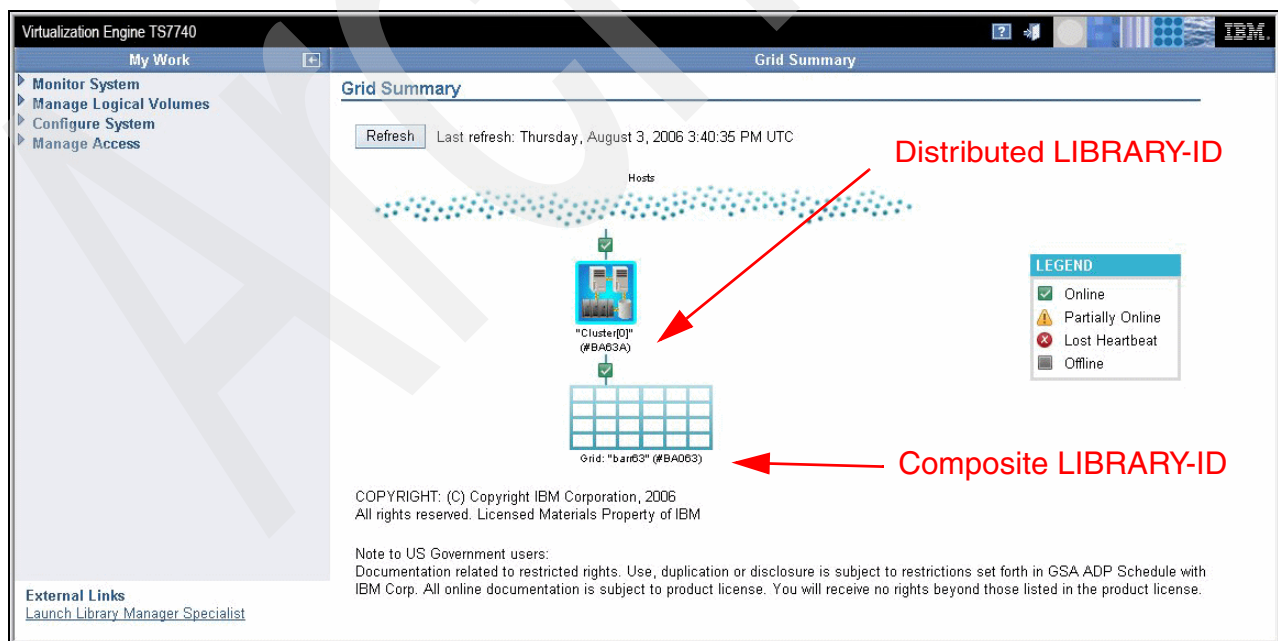 Virtualization Engine TS7740
?
IBM.
My Work
Grid Summary
Monitor System
Manage Logical Volumes
Configure System
Manage Access
Grid Summary
Refresh Last refresh: Thursday, August 3, 2006 3:40:35 PM UTC
Distributed LIBRARY-ID
Hosts
"Cluster[0]"
(#BA63A)
LEGEND
Online
Partially Online
Lost Heartbeat
Offline
Grid: "barr63" (#BA063)
Composite LIBRARY-ID
COPYRIGHT: (C) Copyright IBM Corporation, 2006
All rights reserved. Licensed Materials Property of IBM
Note to US Government users:
Documentation related to restricted rights. Use, duplication or disclosure is subject to restrictions set forth in GSA ADP Schedule with
IBM Corp. All online documentation is subject to product license. You will receive no rights beyond those listed in the product license.
External Links
Launch Library Manager Specialist